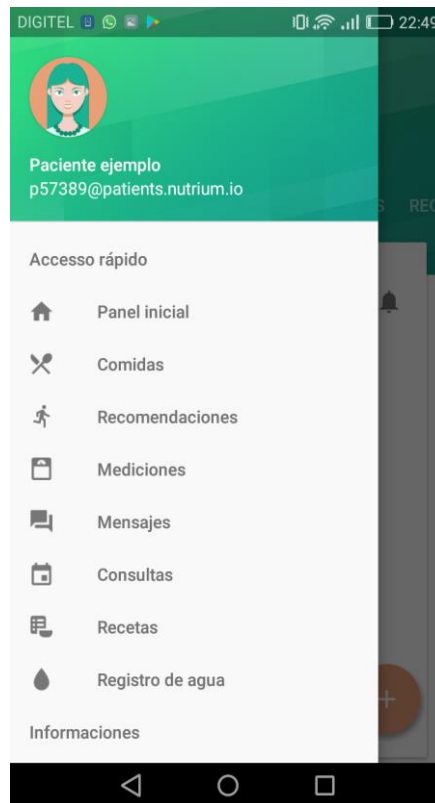 DIGITEL 22:49
Paciente ejemplo
p57389@patients.nutrium.io
S REC
Accesso rápido
Panel inicial
Comidas
Recomendaciones
Mediciones
Mensajes
Consultas
Recetas
Registro de agua
Informaciones